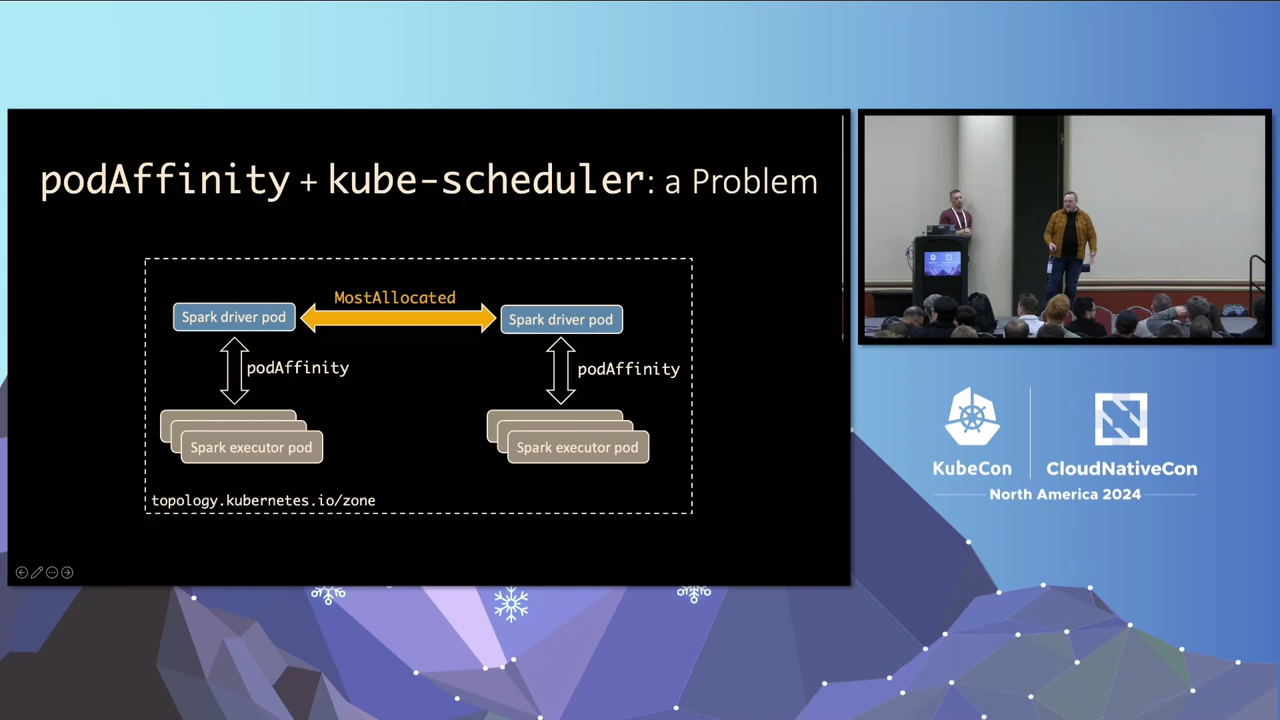 podAffinity + kube-scheduler: a Problem
MostAllocated
Spark driver pod
Spark driver pod
podAffinity
podAffinity
Spark executor pod
Spark executor pod
topology.kubernetes.io/zone
KubeCon
CloudNativeCon
North America 2024